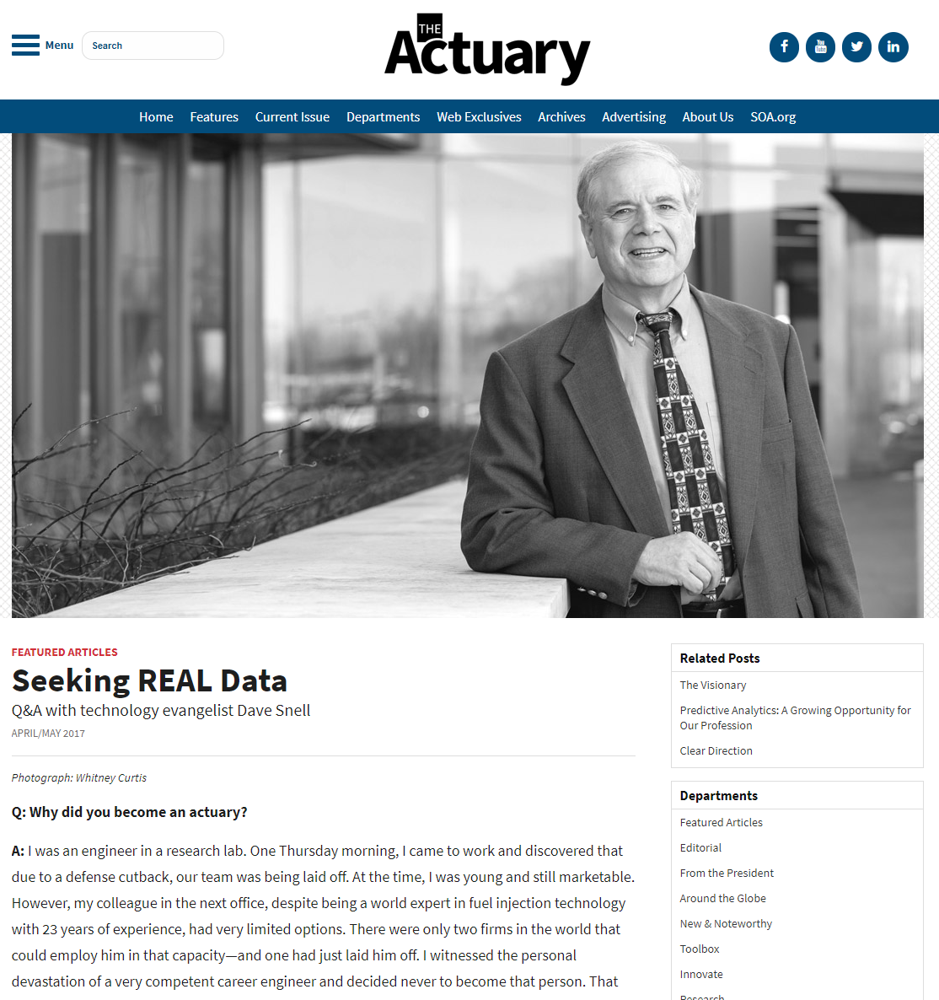 Menu
Search
THE
Actuary
f
You
Tube
in
Home Features Current Issue Departments Web Exclusives Archives Advertising About Us SOA.org
FEATURED ARTICLES
Seeking REAL Data
Q&A with technology evangelist Dave Snell
APRIL/MAY 2017
Photograph: Whitney Curtis
Q: Why did you become an actuary?
A: I was an engineer in a research lab. One Thursday morning, I came to work and discovered that
due to a defense cutback, our team was being laid off. At the time, I was young and still marketable.
However, my colleague in the next office, despite being a world expert in fuel injection technology
with 23 years of experience, had very limited options. There were only two firms in the world that
could employ him in that capacity—and one had just laid him off. I witnessed the personal
devastation of a very competent career engineer and decided never to become that person. That
Related Posts
The Visionary
Predictive Analytics: A Growing Opportunity for
Our Profession
Clear Direction
Departments
Featured Articles
Editorial
From the President
Around the Globe
New & Noteworthy
Toolbox
Innovate
Research